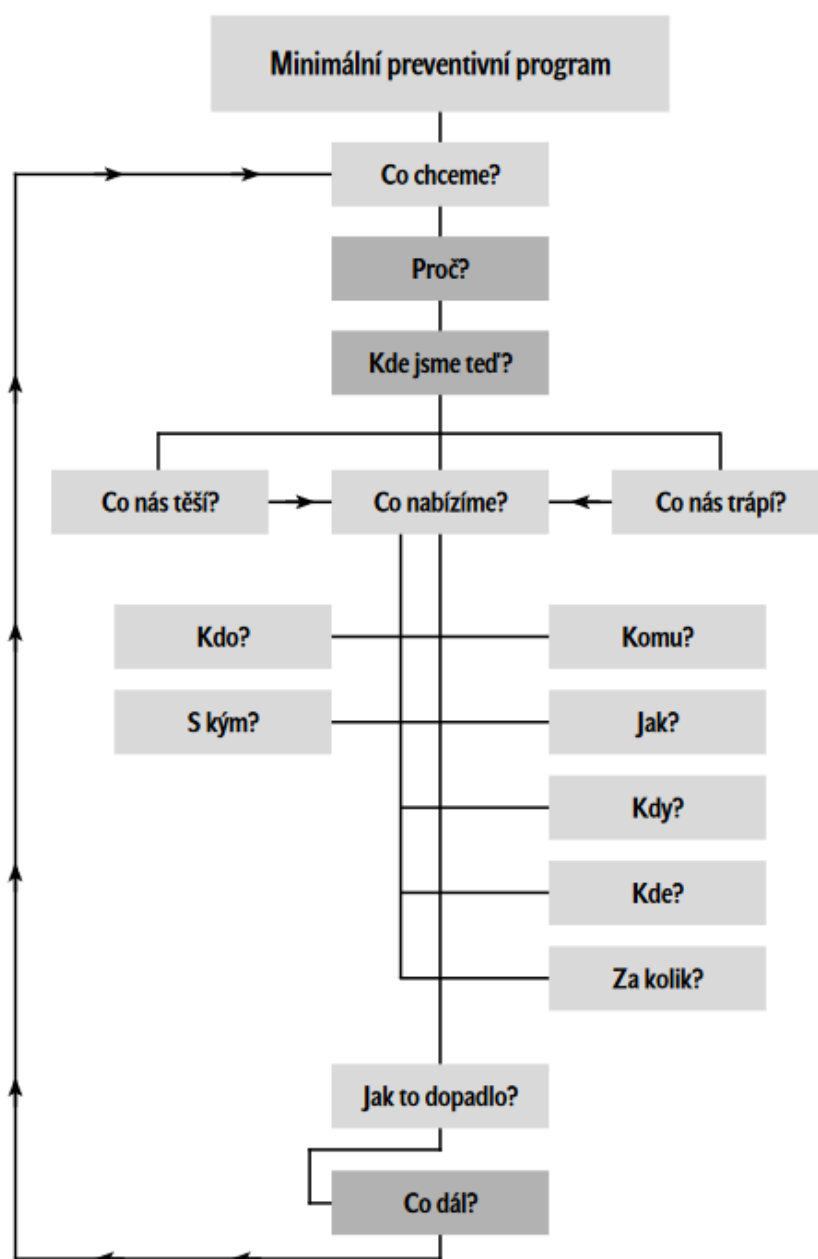 Minimální preventivní program
Co chceme?
Proč?
Kde jsme teď?
Co nás těší?
Co nabízíme?
Co nás trápí?
Kdo?
Komu?
S kým?
Jak?
Kdy?
Kde?
Za kolik?
Jak to dopadlo?
Co dál?